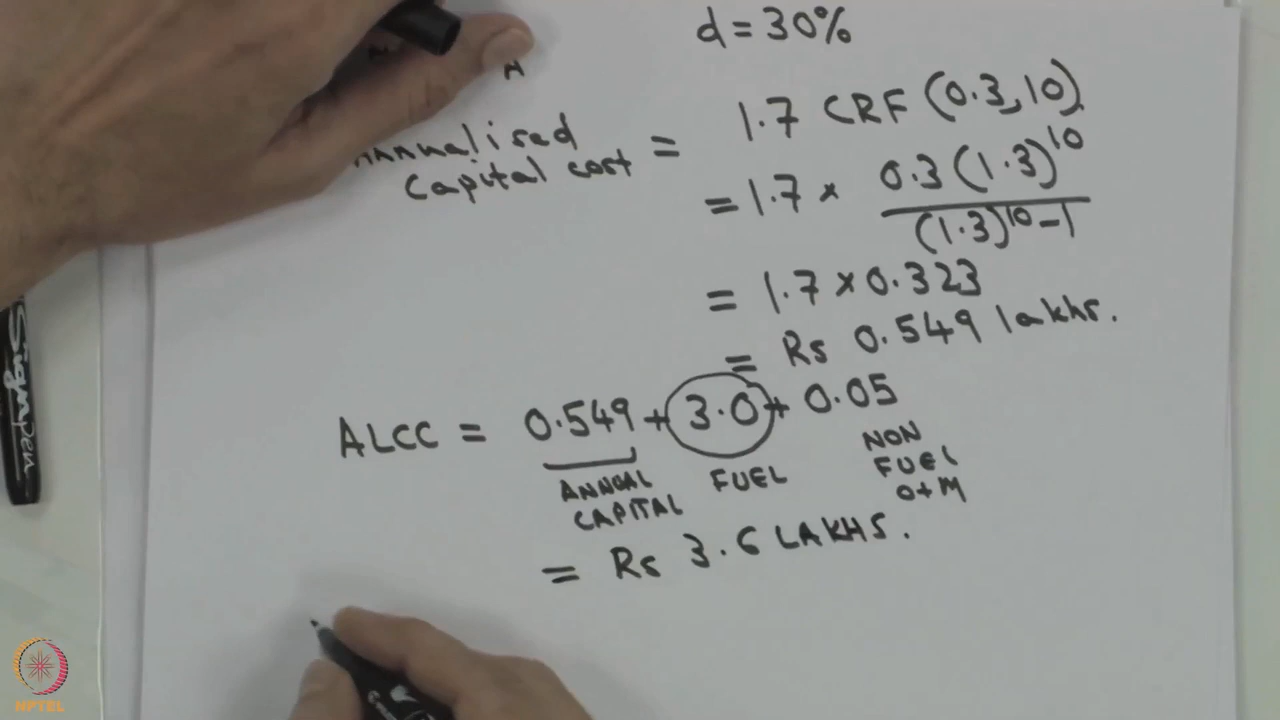 d = 30%
Annualised
Capital cost = 1.7 CRF (0.3, 10)
= 1.7 × 0.3 (1.3)^10 / (1.3)^10 - 1
= 1.7 × 0.323
= Rs 0.549 lakhs.
ALCC = 0.549 + 3.0 + 0.05
ANNUAL CAPITAL
FUEL
NON FUEL O+M
= Rs 3.6 LAKHS.
NPTEL